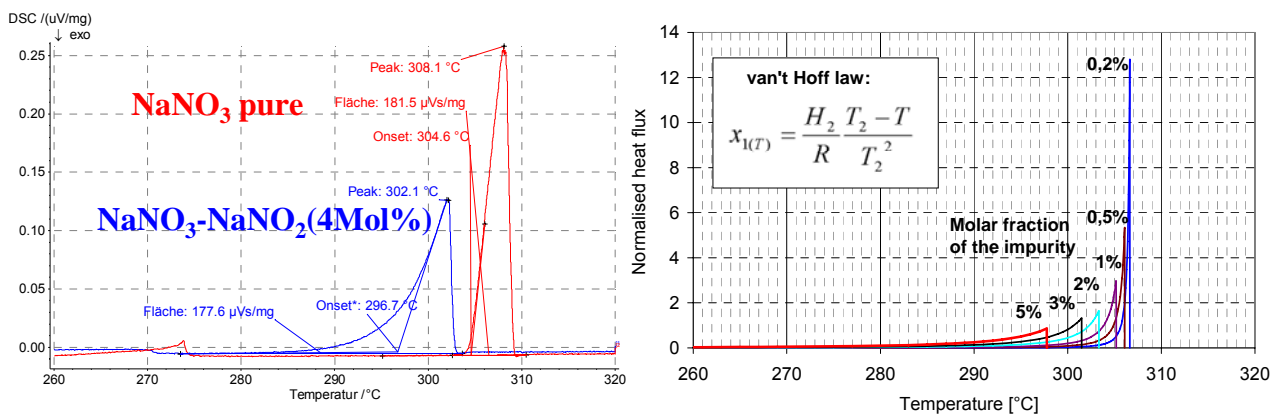 DSC /(uV/mg)
↓ exo
0.25
0.20
0.15
0.10
0.05
0.00
NaNO3 pure
NaNO3-NaNO2(4Mol%)
Peak: 308.1 °C
Fläche: 181.5 µVs/mg
Onset: 304.6 °C
Peak: 302.1 °C
Onset*: 296.7 °C
Fläche: 177.6 µVs/mg
260 270 280 290 300 310 320
Temperatur /°C
Normalised heat flux
14
12
10
8
6
4
2
0
van't Hoff law:
x1(T) = H2/R T2 − T/T2²
0,2%
0,5%
Molar fraction
of the impurity
1%
2%
3%
5%
260 270 280 290 300 310 320
Temperature [°C]